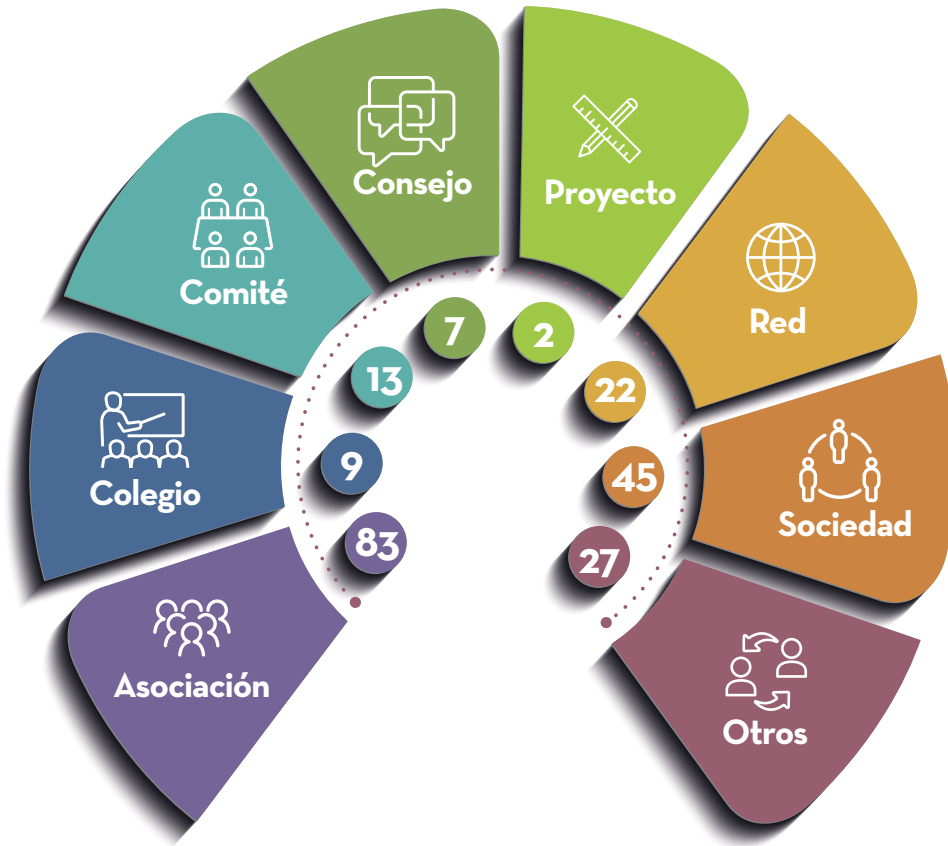 Asociación
83
Colegio
9
Comité
13
Consejo
7
Proyecto
2
Red
22
Sociedad
45
Otros
27